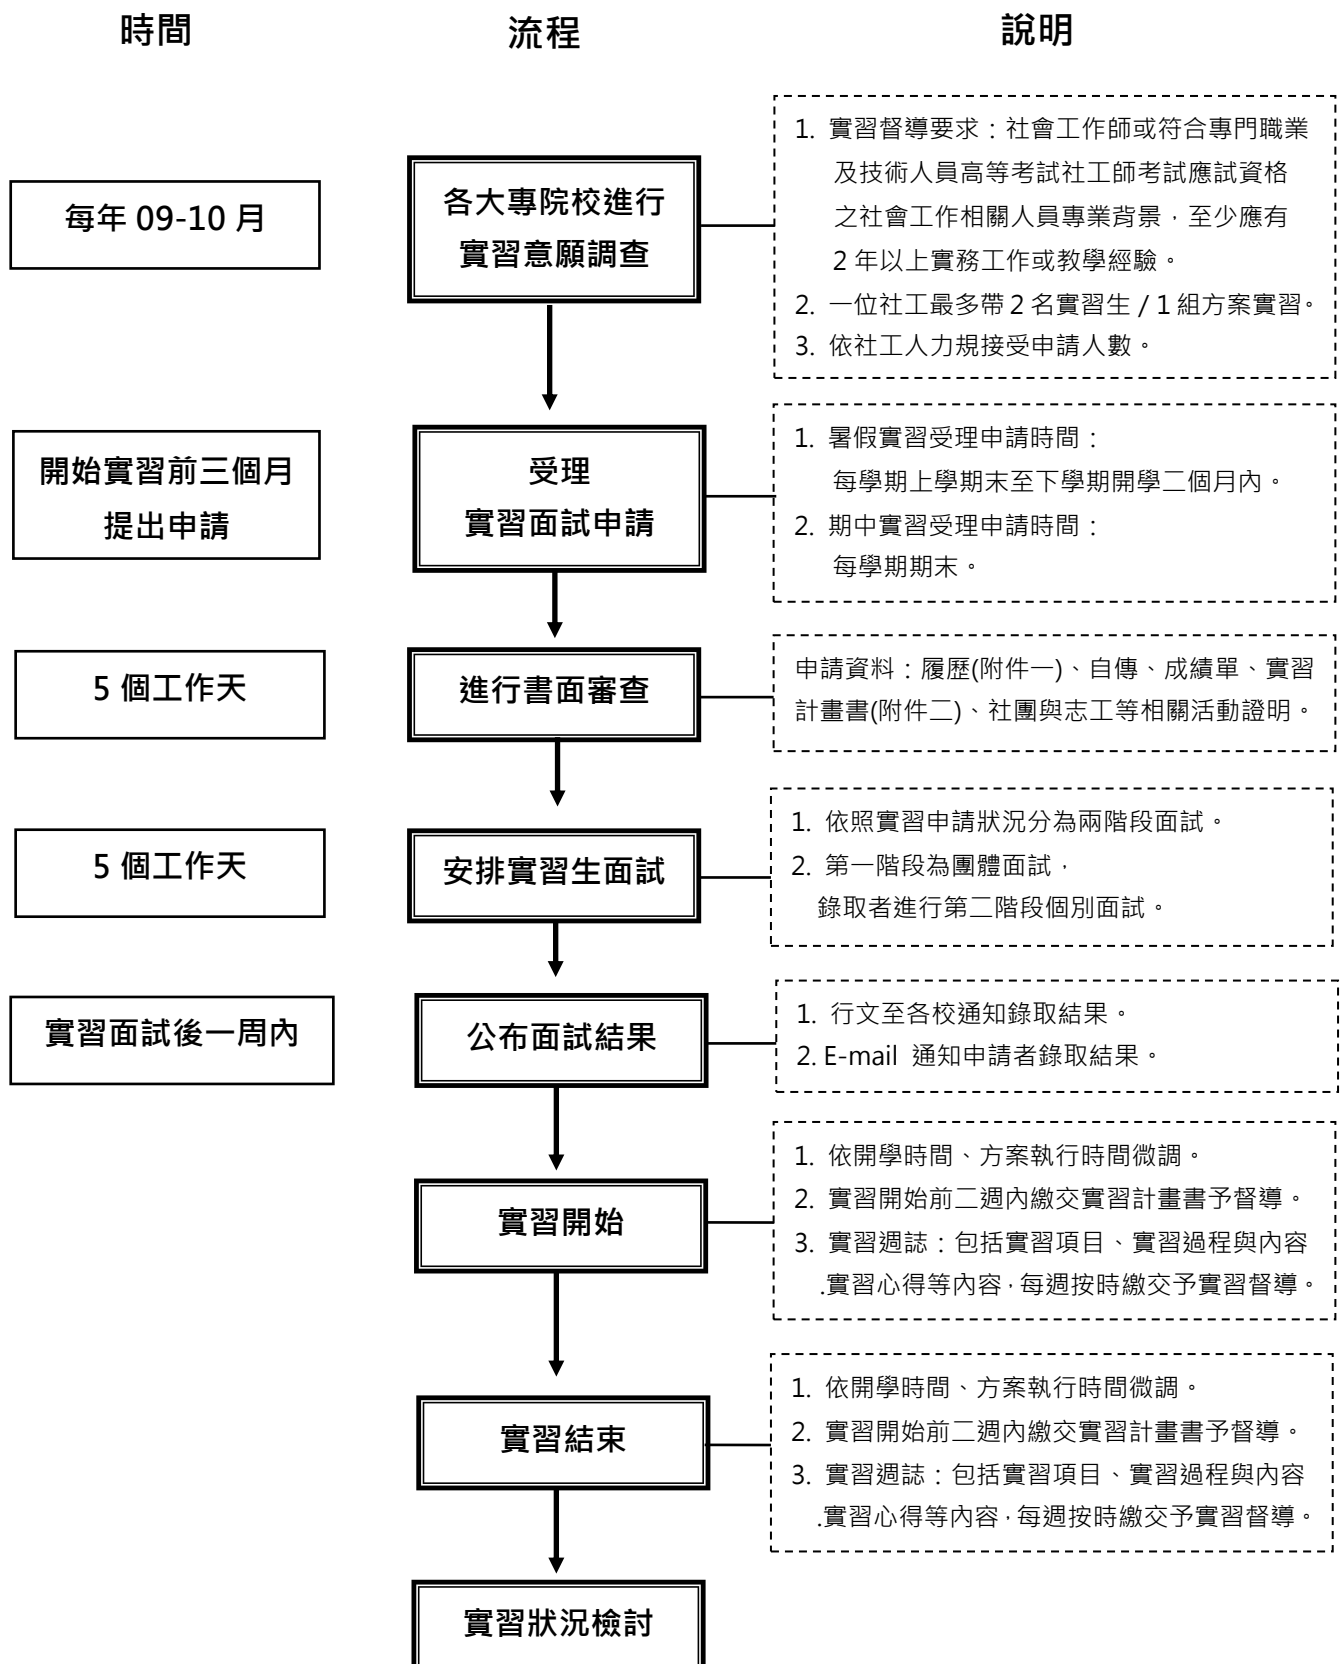 時間
流程
說明
每年 09-10 月
各大專院校進行
實習意願調查
1. 實習督導要求：社會工作師或符合專門職業
及技術人員高等考試社工師考試應試資格
之社會工作相關人員專業背景，至少應有
2 年以上實務工作或教學經驗。
2. 一位社工最多帶 2 名實習生 / 1 組方案實習。
3. 依社工人力規接受申請人數。
開始實習前三個月
提出申請
受理
實習面試申請
1. 暑假實習受理申請時間：
每學期上學期末至下學期開學二個月內。
2. 期中實習受理申請時間：
每學期期末。
5 個工作天
進行書面審查
申請資料：履歷(附件一)、自傳、成績單、實習
計畫書(附件二)、社團與志工等相關活動證明。
5 個工作天
安排實習生面試
1. 依照實習申請狀況分為兩階段面試。
2. 第一階段為團體面試，
錄取者進行第二階段個別面試。
實習面試後一周內
公布面試結果
1. 行文至各校通知錄取結果。
2. E-mail 通知申請者錄取結果。
實習開始
1. 依開學時間、方案執行時間微調。
2. 實習開始前二週內繳交實習計畫書予督導。
3. 實習週誌：包括實習項目、實習過程與內容
.實習心得等內容，每週按時繳交予實習督導。
實習結束
1. 依開學時間、方案執行時間微調。
2. 實習開始前二週內繳交實習計畫書予督導。
3. 實習週誌：包括實習項目、實習過程與內容
.實習心得等內容，每週按時繳交予實習督導。
實習狀況檢討